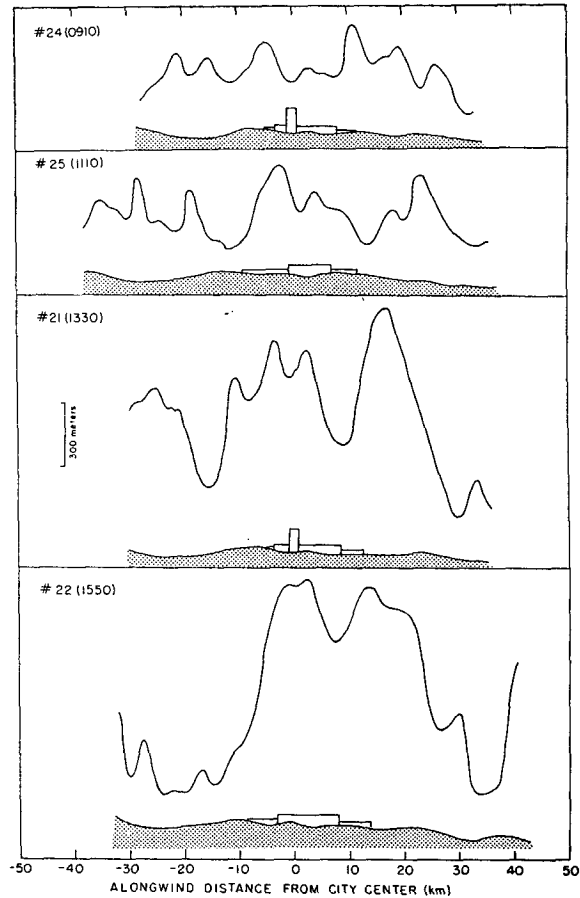 #24(0910)
#25(1110)
#21(1330)
300 meters
#22(1550)
-50 -40 -30 -20 -10 0 10 20 30 40 50
ALONGWIND DISTANCE FROM CITY CENTER (km)